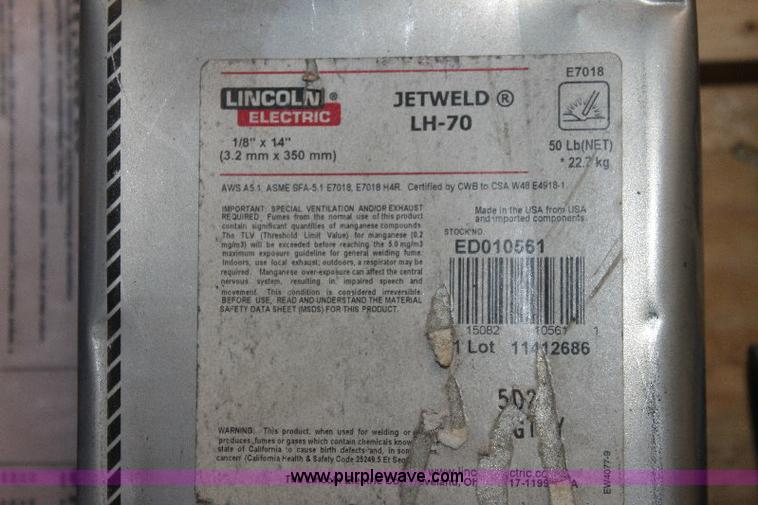 LINCOLN ®
ELECTRIC
JETWELD ®
LH-70
E7018
1/8" x 14"
(3.2 mm x 350 mm)
50 Lb(NET)
* 22.7 kg
AWS A5.1, ASME SFA-5.1 E7018, E7018 H4R. Certified by CWB to CSA W48 E4918-1.
IMPORTANT: SPECIAL VENTILATION AND/OR EXHAUST
REQUIRED. Fumes from the normal use of this product
contain significant quantities of manganese compounds.
The TLV (Threshold Limit Value) for manganese (0.2
mg/m3) will be exceeded before reaching the 5.0 mg/m3
maximum exposure guideline for general welding fume.
Indoors, use local exhaust; outdoors, a respirator may be
required. Manganese over-exposure can affect the central
nervous system, resulting in impaired speech and
movement. This condition is considered irreversible.
BEFORE USE, READ AND UNDERSTAND THE MATERIAL
SAFETY DATA SHEET (MSDS) FOR THIS PRODUCT.
Made in the USA from USA
and imported components.
STOCK NO.
ED010561
15082 10561 1
1 Lot 11412686
502
WARNING: This product, when used for welding or
produces fumes or gases which contain chemicals know
state of California to cause birth defects and, in som
cancer. (California Health & Safety Code 25249.5 Et Seq
EW4077-9
www.purplewave.com